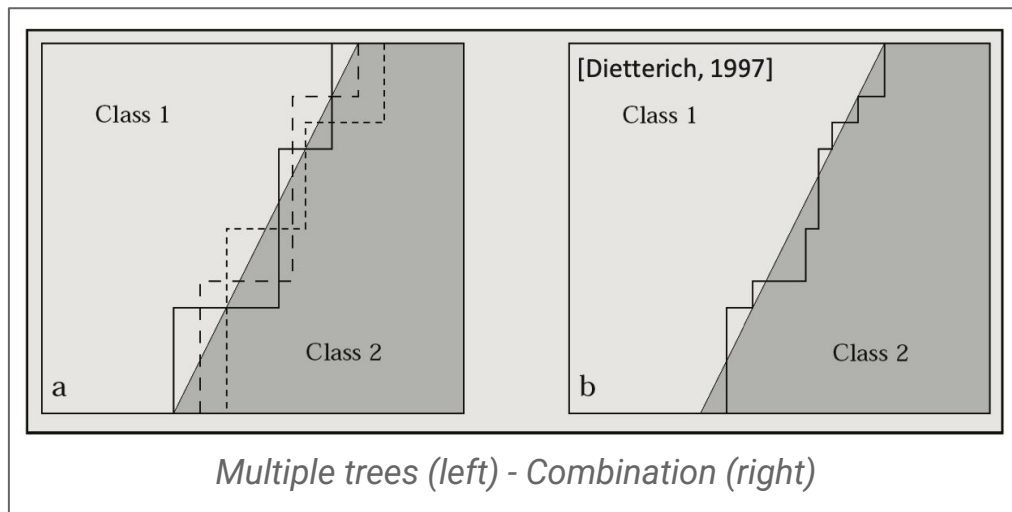 Class 1
Class 2
a
[Dietterich, 1997]
Class 1
Class 2
b
Multiple trees (left) - Combination (right)